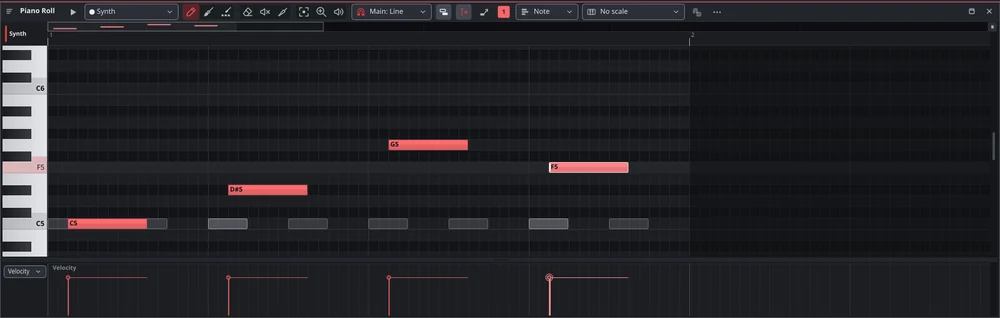 Piano Roll Synth Main: Line 1 Note No scale
Synth
1 2
C6
G5
F5 F5
D#5
C5 C5
Velocity Velocity